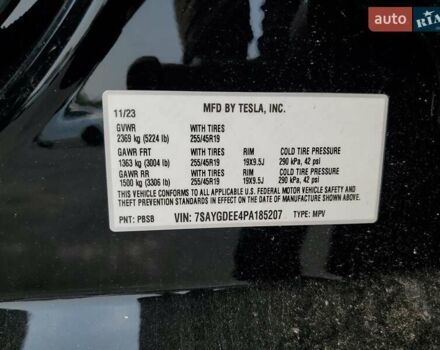 AUTO RIA
MFD BY TESLA, INC.
11/23
GVWR WITH TIRES
2369 kg (5224 lb) 255/45R19
GAWR FRT WITH TIRES RIM COLD TIRE PRESSURE
1363 kg (3004 lb) 255/45R19 19X9.5J 290 kPa, 42 psi
GAWR RR WITH TIRES RIM COLD TIRE PRESSURE
1500 kg (3306 lb) 255/45R19 19X9.5J 290 kPa, 42 psi
THIS VEHICLE CONFORMS TO ALL APPLICABLE
U.S. FEDERAL MOTOR VEHICLE SAFETY
AND THEFT PREVENTION STANDARDS IN EFFECT
ON THE DATE OF MANUFACTURE SHOWN ABOVE.
PNT: PBSB VIN: 7SAYGDEE4PA185207 TYPE: MPV